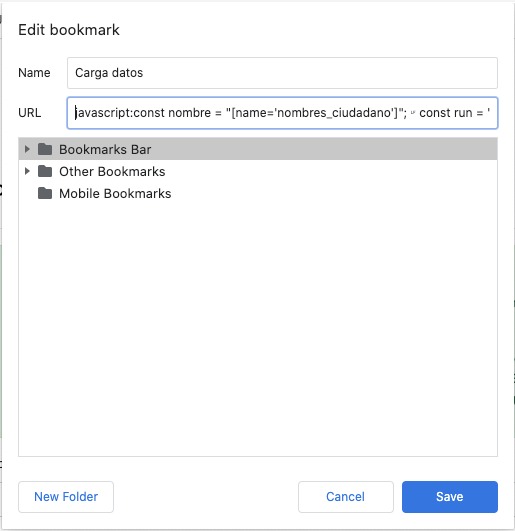 Edit bookmark
Name Carga datos
URL javascript:const nombre = "[name='nombres_ciudadano']"; const run = '
Bookmarks Bar
Other Bookmarks
Mobile Bookmarks
New Folder Cancel Save